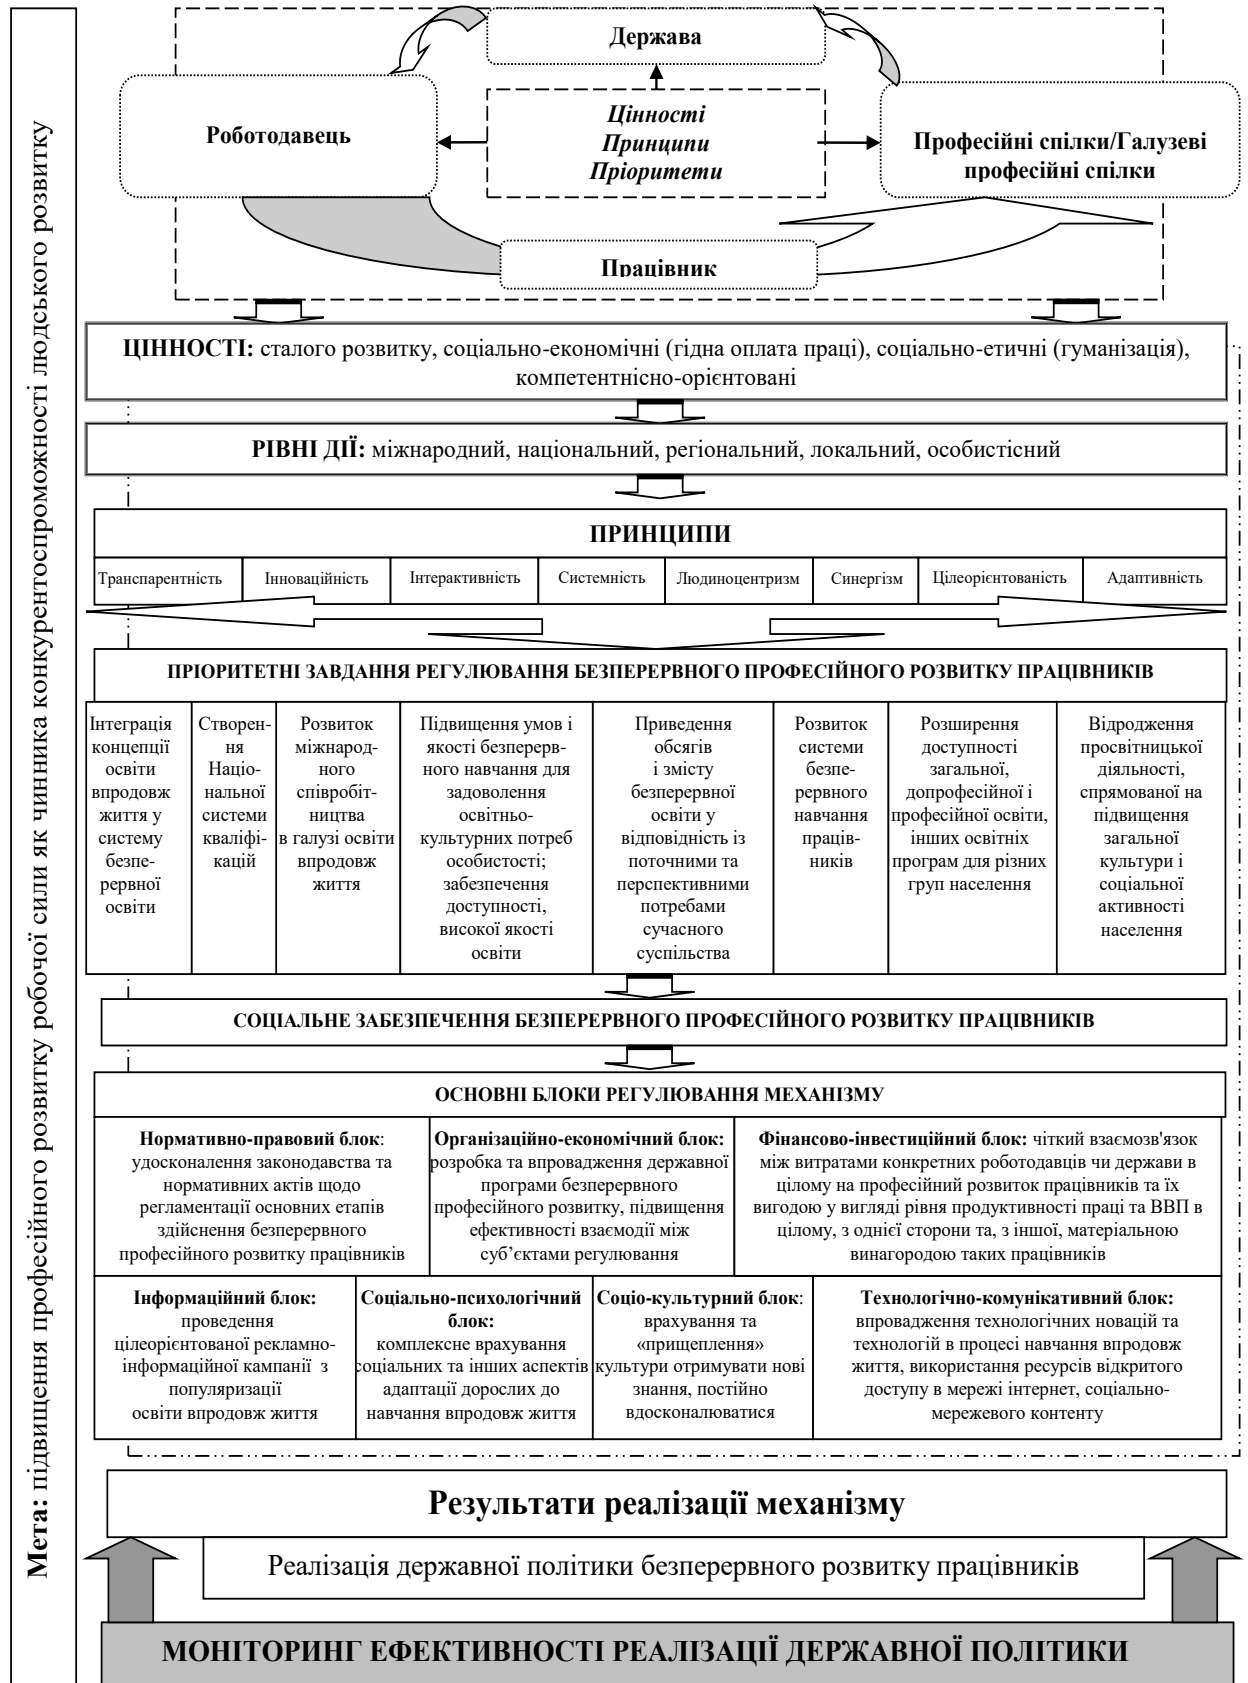 Мета: підвищення професійного розвитку робочої сили як чинника конкурентоспроможності людського розвитку
Держава
Роботодавець
Цінності
Принципи
Пріоритети
Професійні спілки/Галузеві
професійні спілки
Працівник
ЦІННОСТІ: сталого розвитку, соціально-економічні (гідна оплата праці), соціально-етичні (гуманізація),
компетентнісно-орієнтовані
РІВНІ ДІЇ: міжнародний, національний, регіональний, локальний, особистісний
ПРИНЦИПИ
Транспарентність
Інноваційність
Інтерактивність
Системність
Людиноцентризм
Синергізм
Цілеорієнтованість
Адаптивність
ПРІОРИТЕТНІ ЗАВДАННЯ РЕГУЛЮВАННЯ БЕЗПЕРЕРВНОГО ПРОФЕСІЙНОГО РОЗВИТКУ ПРАЦІВНИКІВ
Інтеграція
концепції
освіти
впродовж
життя у
систему
безпе-
рервної
освіти
Створен-
ня
Націо-
нальної
системи
кваліфі-
кацій
Розвиток
міжнарод-
ного
співробіт-
ництва
в галузі освіти
впродовж
життя
Підвищення умов і
якості безперерв-
ного навчання для
задоволення
освітньо-
культурних потреб
особистості;
забезпечення
доступності,
високої якості
освіти
Приведення
обсягів
і змісту
безперервної
освіти у
відповідність із
поточними та
перспективними
потребами
сучасного
суспільства
Розвиток
системи
безпе-
рервного
навчання
праців-
ників
Розширення
доступності
загальної,
допрофесійної і
професійної освіти,
інших освітніх
програм для різних
груп населення
Відродження
просвітницької
діяльності,
спрямованої на
підвищення
загальної
культури і
соціальної
активності
населення
СОЦІАЛЬНЕ ЗАБЕЗПЕЧЕННЯ БЕЗПЕРЕРВНОГО ПРОФЕСІЙНОГО РОЗВИТКУ ПРАЦІВНИКІВ
ОСНОВНІ БЛОКИ РЕГУЛЮВАННЯ МЕХАНІЗМУ
Нормативно-правовий блок:
удосконалення законодавства та
нормативних актів щодо
регламентації основних етапів
здійснення безперервного
професійного розвитку працівників
Організаційно-економічний блок:
розробка та впровадження державної
програми безперервного
професійного розвитку, підвищення
ефективності взаємодії між
суб’єктами регулювання
Фінансово-інвестиційний блок: чіткий взаємозв'язок
між витратами конкретних роботодавців чи держави в
цілому на професійний розвиток працівників та їх
вигодою у вигляді рівня продуктивності праці та ВВП в
цілому, з однієї сторони та, з іншої, матеріальною
винагородою таких працівників
Інформаційний блок:
проведення
цілеорієнтованої рекламно-
інформаційної кампанії з
популяризації
освіти впродовж життя
Соціально-психологічний
блок:
комплексне врахування
соціальних та інших аспектів
адаптації дорослих до
навчання впродовж життя
Соціо-культурний блок:
врахування та
«прищеплення»
культури отримувати нові
знання, постійно
вдосконалюватися
Технологічно-комунікативний блок:
впровадження технологічних новацій та
технологій в процесі навчання впродовж
життя, використання ресурсів відкритого
доступу в мережі інтернет, соціально-
мережевого контенту
Результати реалізації механізму
Реалізація державної політики безперервного розвитку працівників
МОНІТОРИНГ ЕФЕКТИВНОСТІ РЕАЛІЗАЦІЇ ДЕРЖАВНОЇ ПОЛІТИКИ